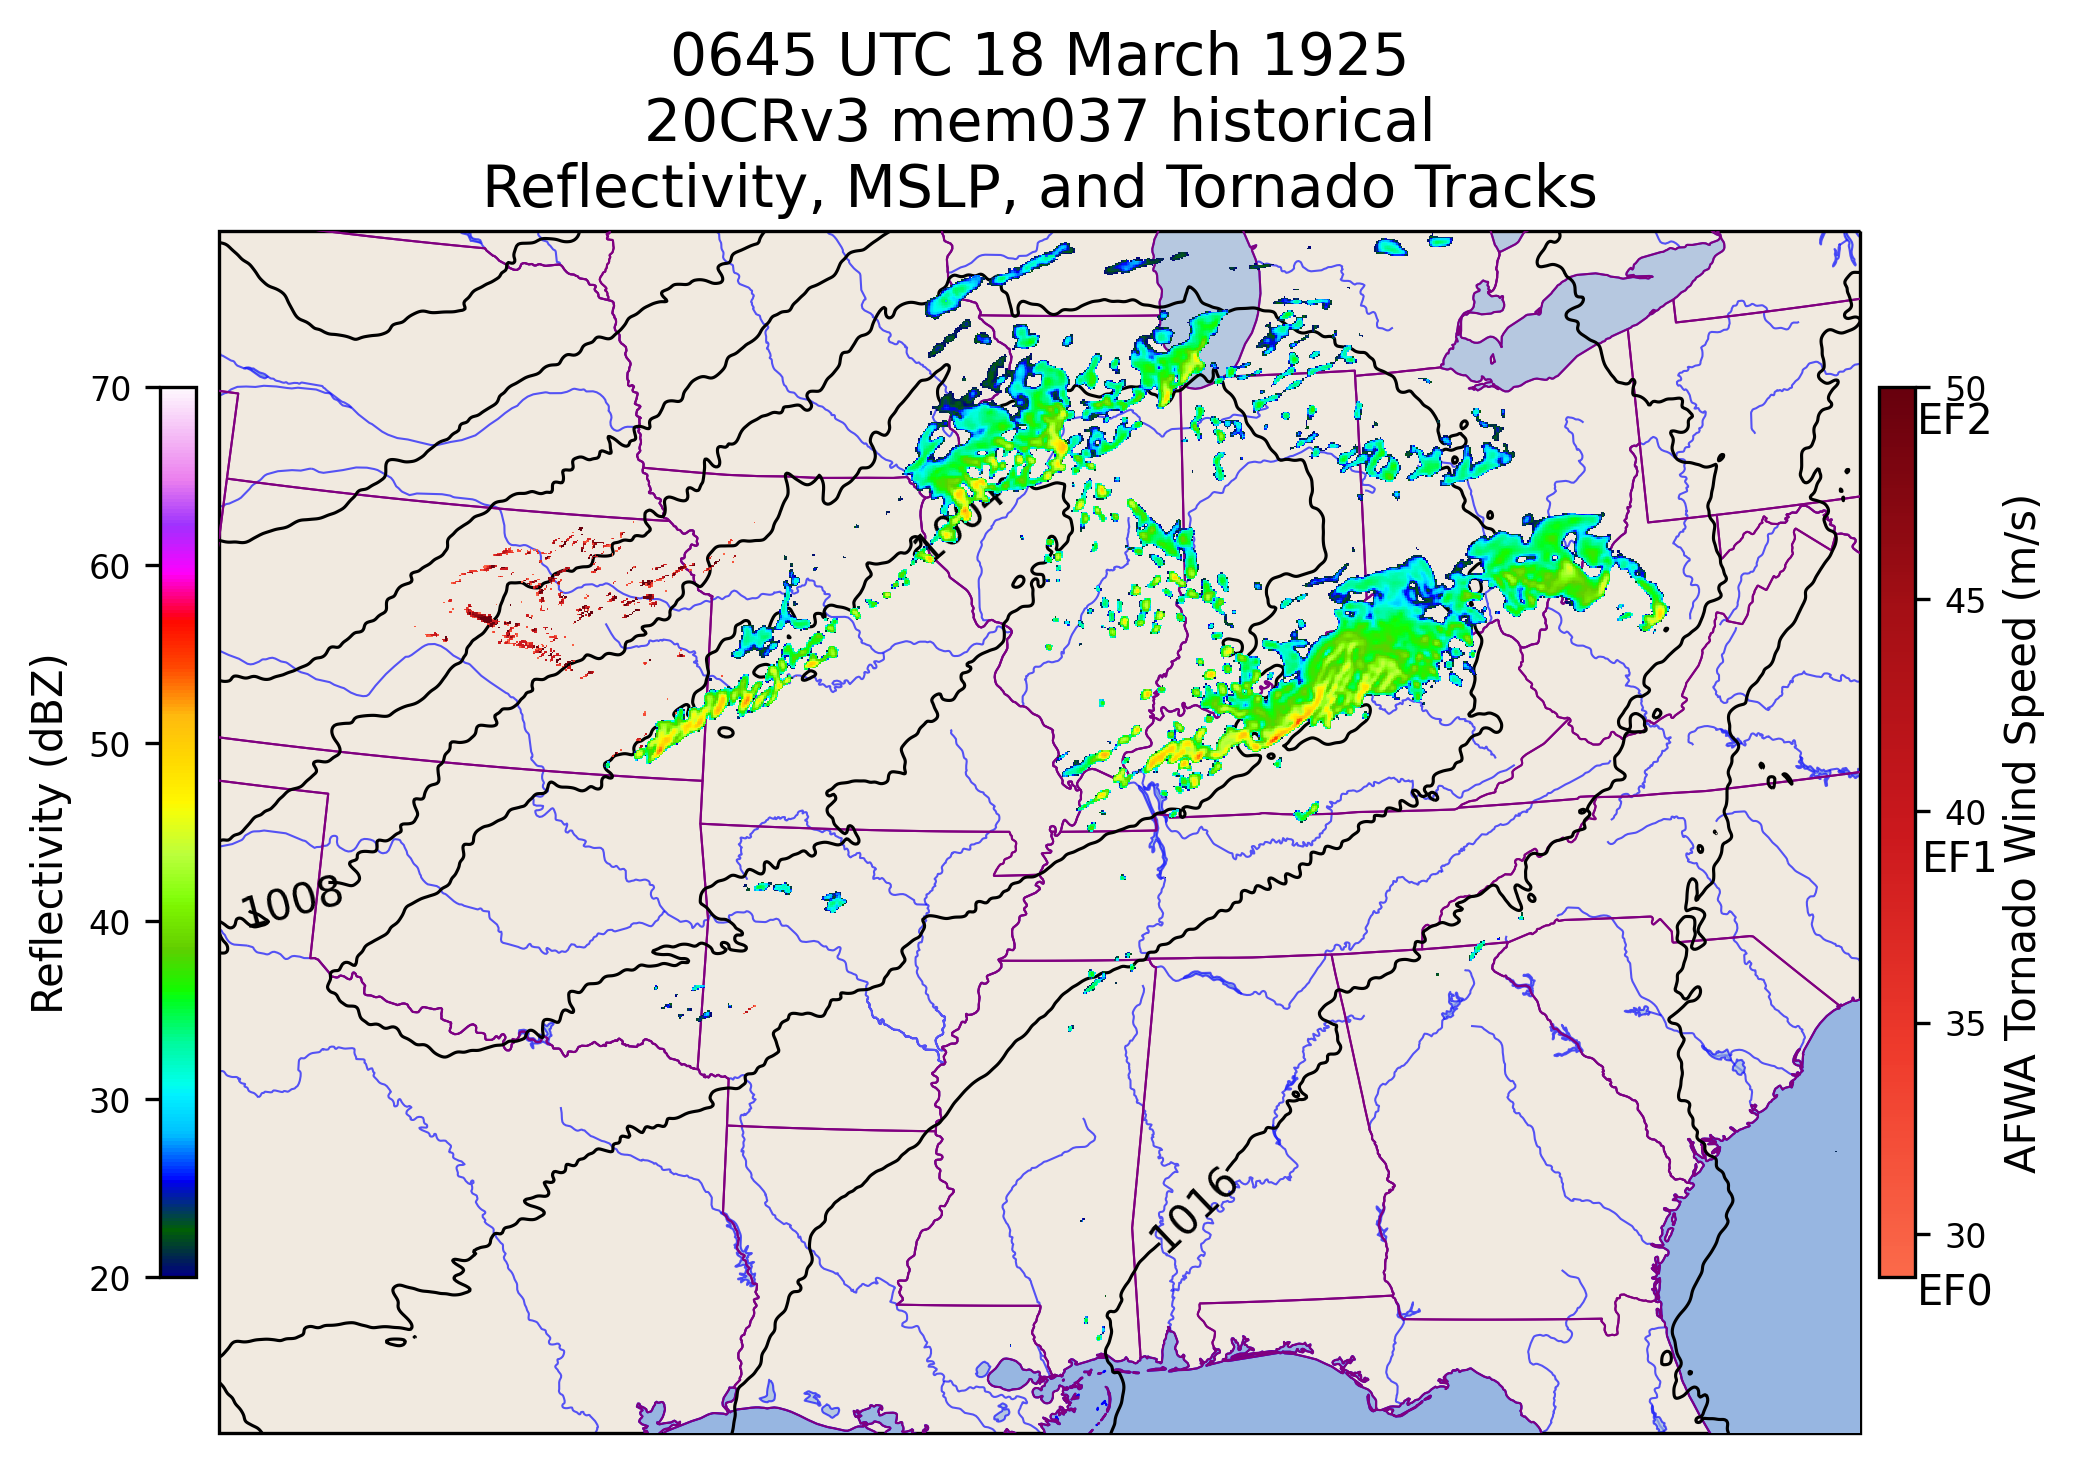 0645 UTC 18 March 1925
20CRv3 mem037 historical
Reflectivity, MSLP, and Tornado Tracks
70
60
50
40
30
20
Reflectivity (dBZ)
1004
1008
1016
50
EF2
45
40
EF1
35
30
EF0
AFWA Tornado Wind Speed (m/s)